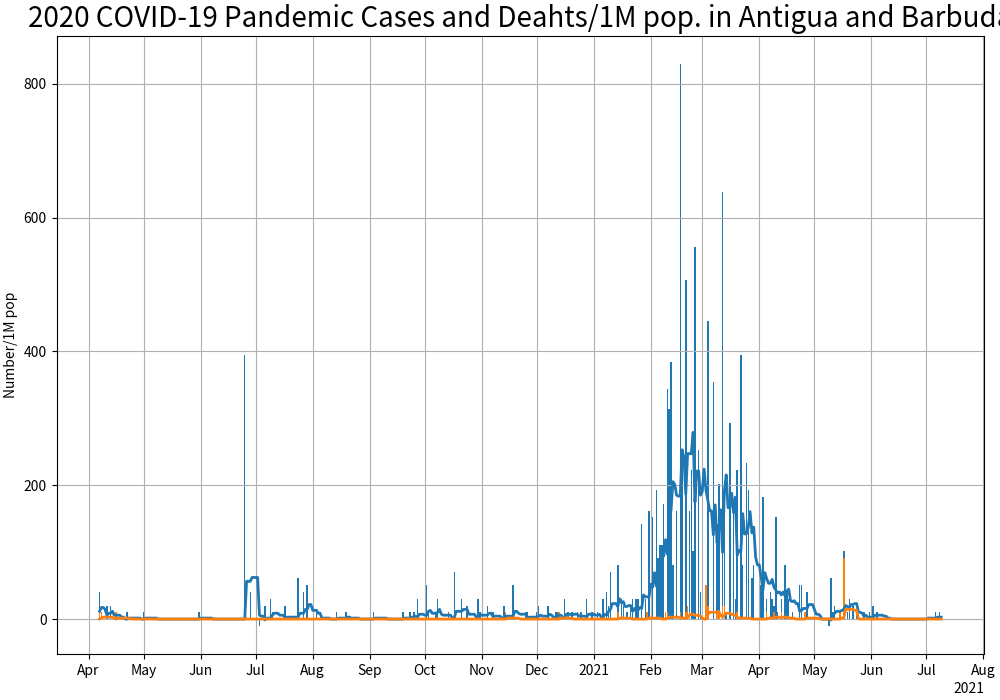 2020 COVID-19 Pandemic Cases and Deahts/1M pop. in Antigua and Barbuda
Number/1M pop
800
600
400
200
0
Apr May Jun Jul Aug Sep Oct Nov Dec 2021 Feb Mar Apr May Jun Jul Aug
2021